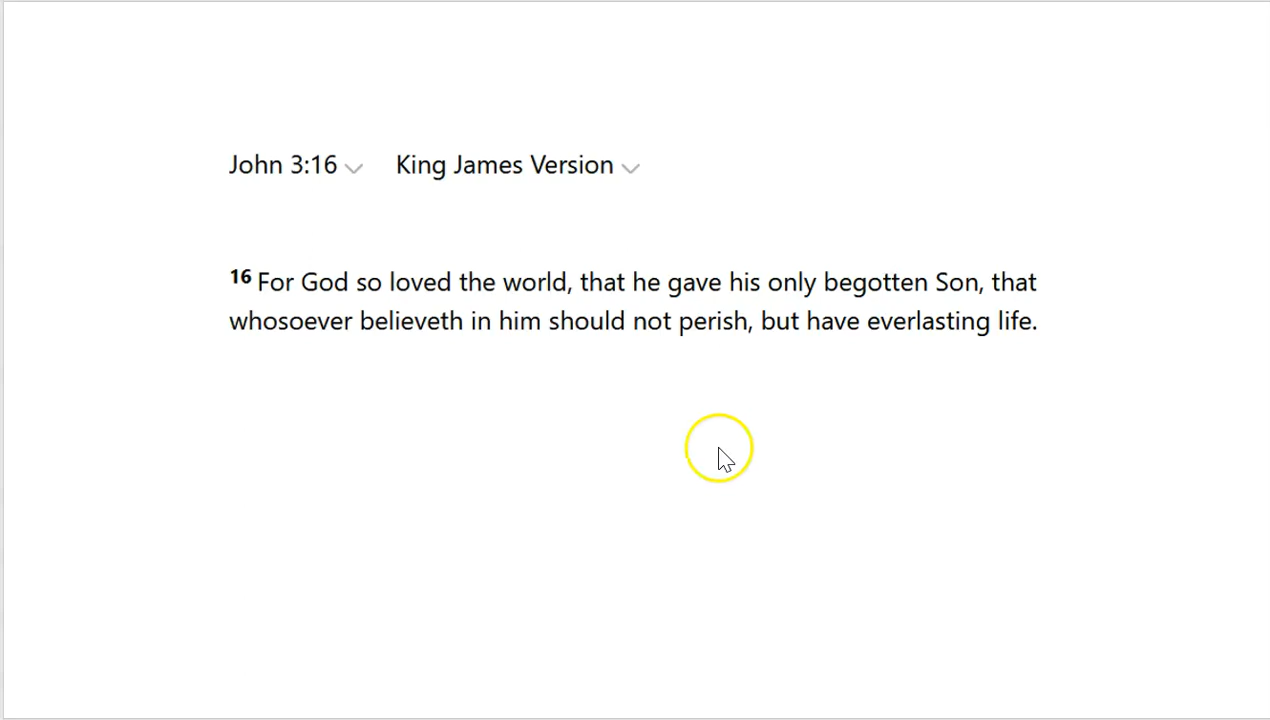 John 3:16 King James Version
16 For God so loved the world, that he gave his only begotten Son, that
whosoever believeth in him should not perish, but have everlasting life.